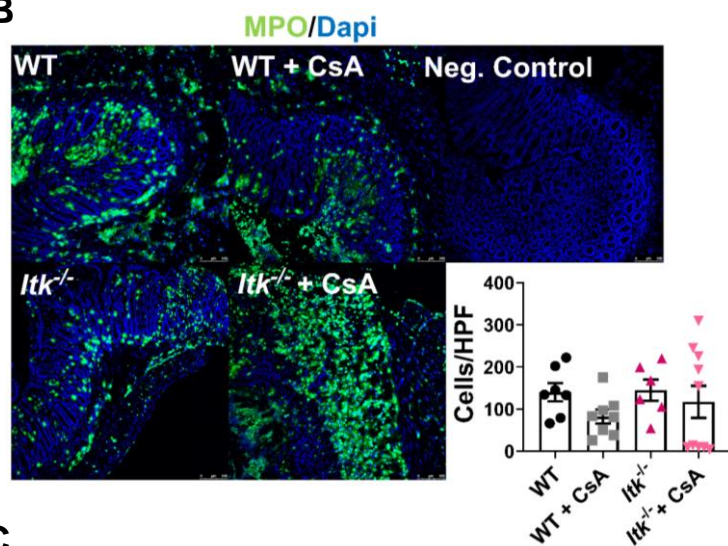 B
MPO/Dapi
WT
WT + CsA
Neg. Control
Itk-/-
Itk-/- + CsA
Cells/HPF
400
300
200
100
0
WT
WT + CsA
Itk-/-
Itk-/- + CsA
C